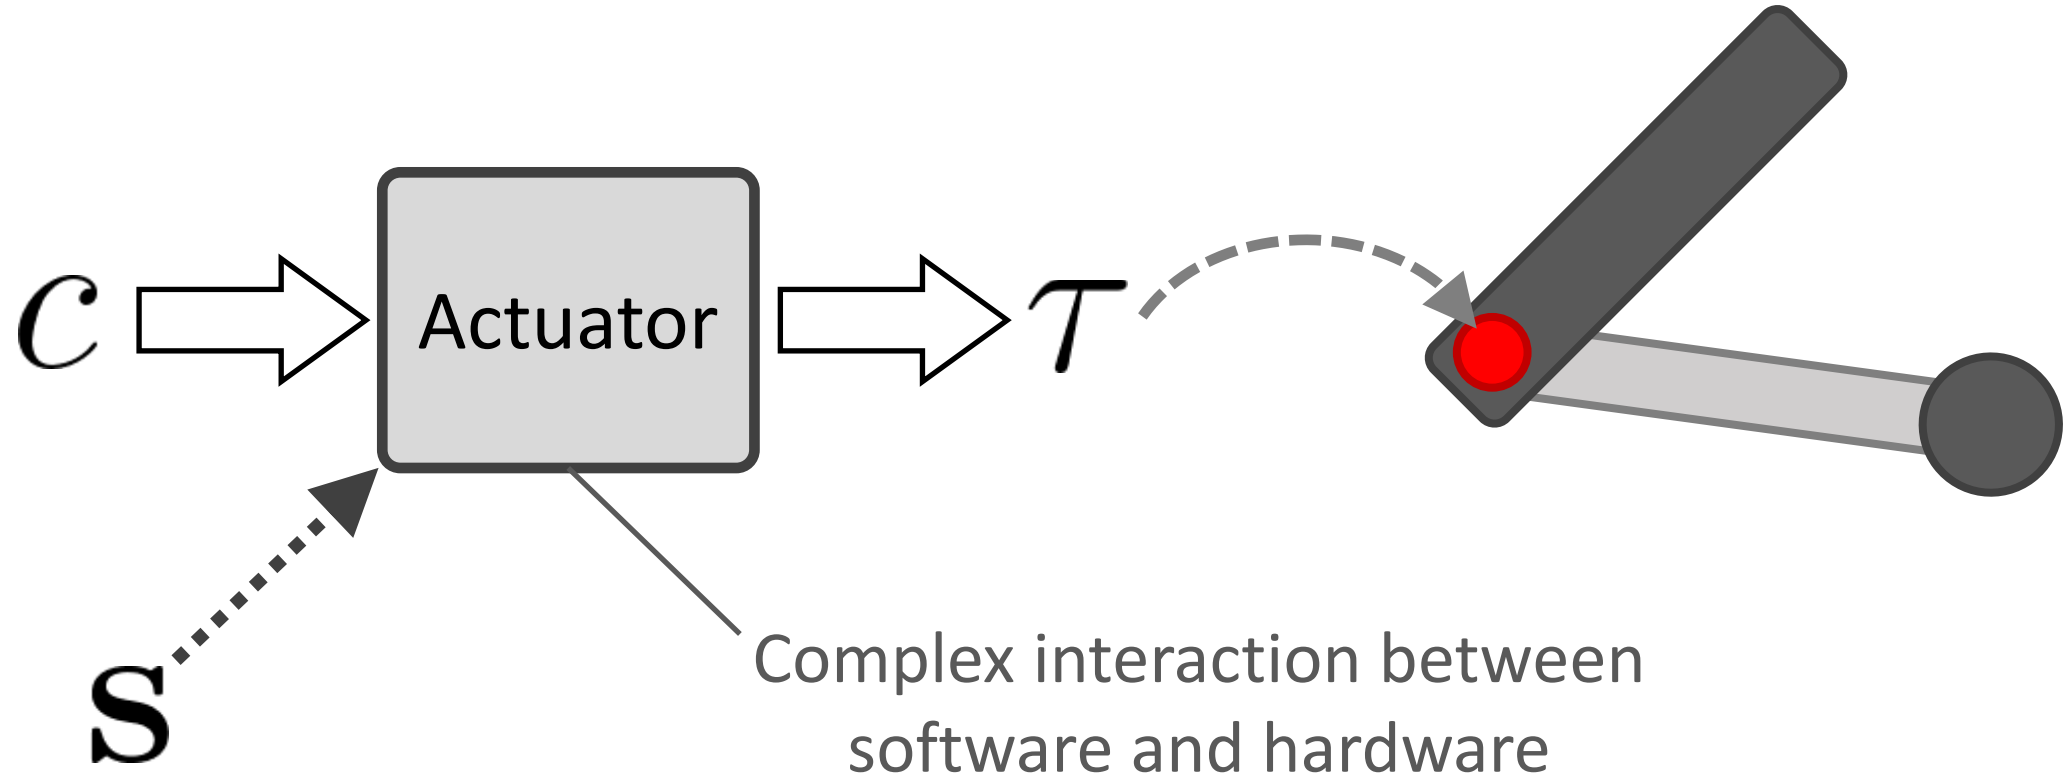 c
Actuator
τ
s
Complex interaction between
software and hardware